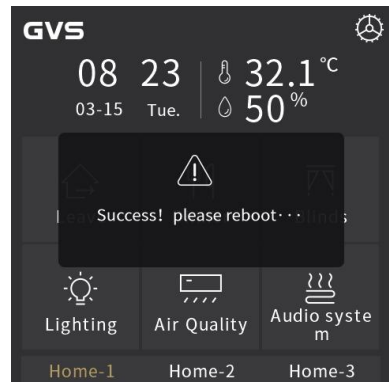 GVS
08 23 32.1°C
03-15 Tue. 50%
Success! please reboot···
Lighting Air Quality Audio syste
m
Home-1 Home-2 Home-3